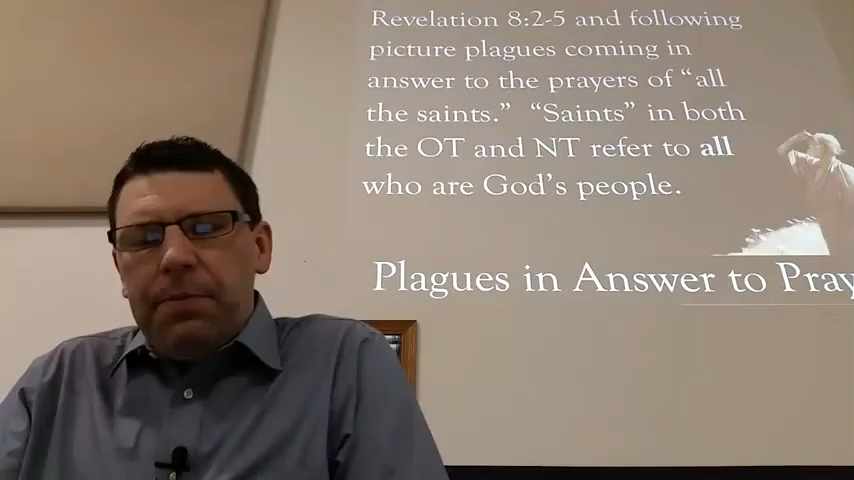 Revelation 8:2-5 and following
picture plagues coming in
answer to the prayers of “all
the saints.” “Saints” in both
the OT and NT refer to all
who are God’s people.
Plagues in Answer to Pray